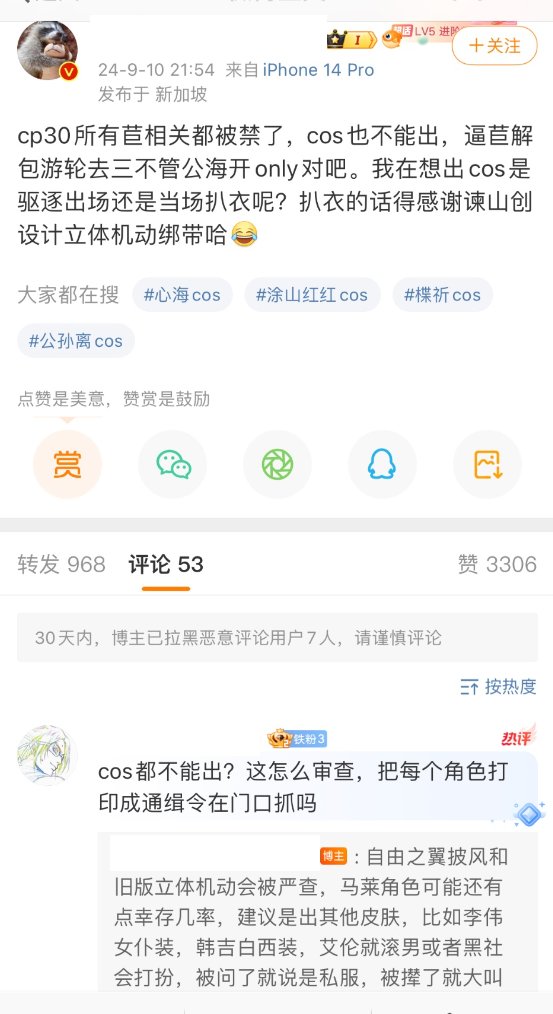 I
LV5 进阶
+关注
24-9-10 21:54 来自 iPhone 14 Pro
发布于 新加坡
cp30所有苣相关都被禁了，cos也不能出，逼苣解
包游轮去三不管公海开only对吧。我在想出cos是
驱逐出场还是当场扒衣呢？扒衣的话得感谢谏山创
设计立体机动绑带哈😂
大家都在搜 #心海cos #涂山红红cos #楪祈cos
#公孙离cos
点赞是美意，赞赏是鼓励
赏
转发 968 评论 53 赞 3306
30天内，博主已拉黑恶意评论用户7人，请谨慎评论
按热度
铁粉3
热评
cos都不能出？这怎么审查，把每个角色打
印成通缉令在门口抓吗
博主：自由之翼披风和
旧版立体机动会被严查，马莱角色可能还有
点幸存几率，建议是出其他皮肤，比如李伟
女仆装，韩吉白西装，艾伦就滚男或者黑社
会打扮，被问了就说是私服，被撵了就大叫